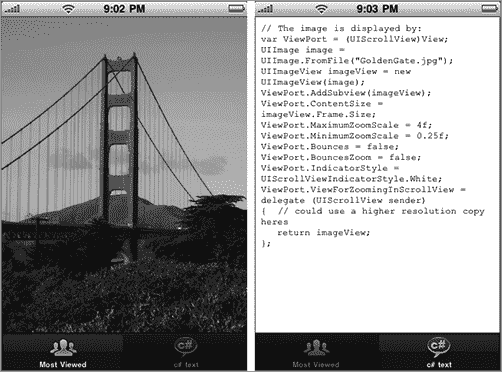 9:02 PM
Most Viewed
c#
c# text
9:03 PM
// The image is displayed by:
var ViewPort = (UIScrollView)View;
UIImage image =
UIImage.FromFile("GoldenGate.jpg");
UIImageView imageView = new
UIImageView(image);
ViewPort.AddSubview(imageView);
ViewPort.ContentSize =
imageView.Frame.Size;
ViewPort.MaximumZoomScale = 4f;
ViewPort.MinimumZoomScale = 0.25f;
ViewPort.Bounces = false;
ViewPort.BouncesZoom = false;
ViewPort.IndicatorStyle =
UIScrollViewIndicatorStyle.White;
ViewPort.ViewForZoomingInScrollView =
delegate (UIScrollView sender)
{  // could use a higher resolution copy
heres
   return imageView;
};
Most Viewed
c#
c# text